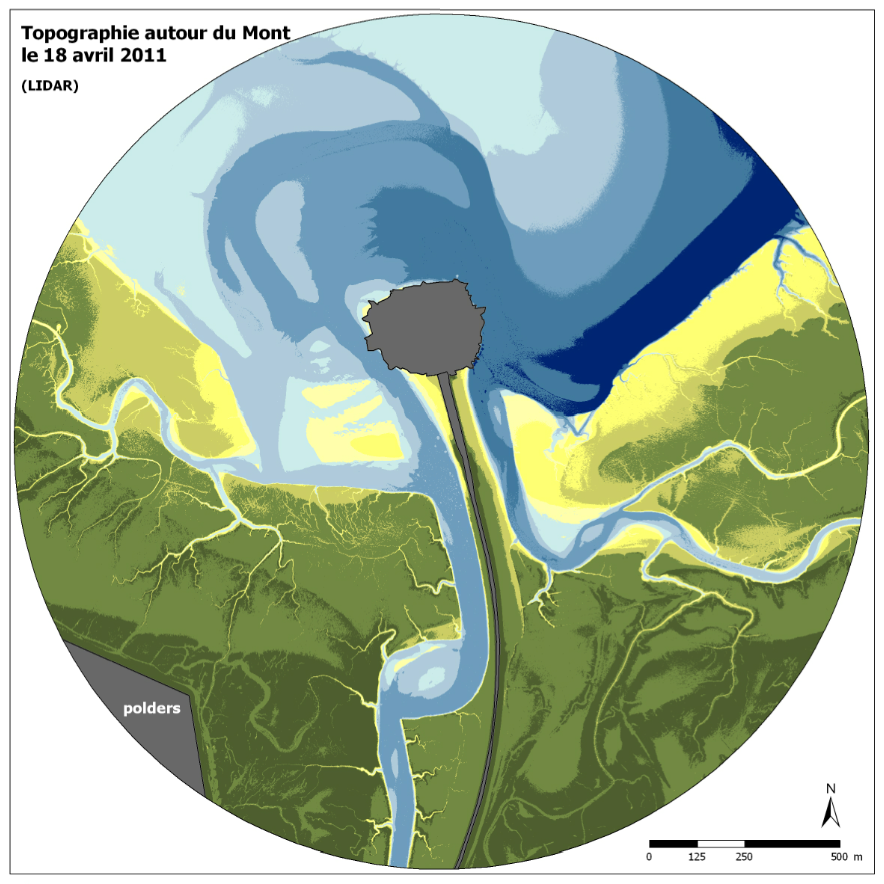 Topographie autour du Mont
le 18 avril 2011
(LIDAR)
polders
N
0 125 250 500 m